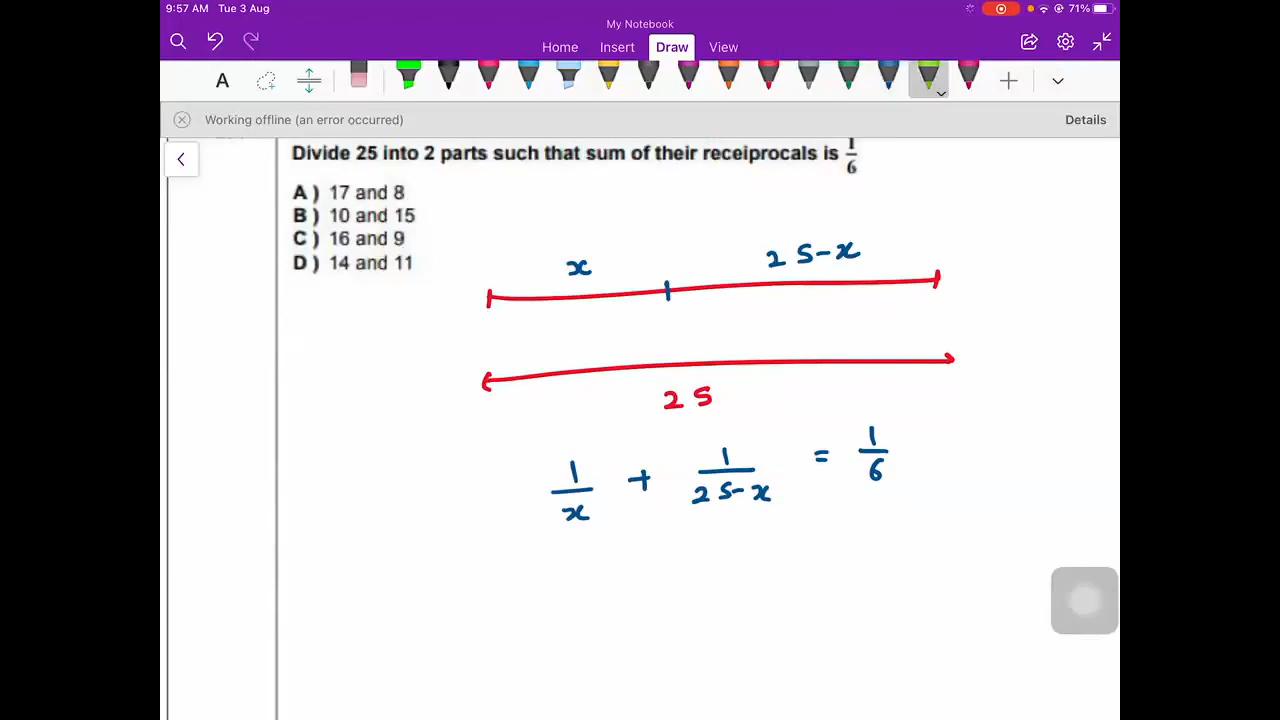 9:57 AM Tue 3 Aug
71%
My Notebook
Home Insert Draw View
A
Working offline (an error occurred)
Details
Divide 25 into 2 parts such that sum of their receiprocals is 1/6
A ) 17 and 8
B ) 10 and 15
C ) 16 and 9
D ) 14 and 11
x 25-x
25
1/x + 1/25-x = 1/6